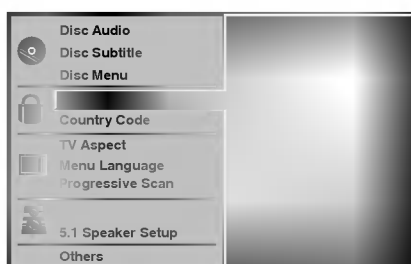 Disc Audio
Disc Subtitle
Disc Menu
Country Code
TV Aspect
Menu Language
Progressive Scan
5.1 Speaker Setup
Others